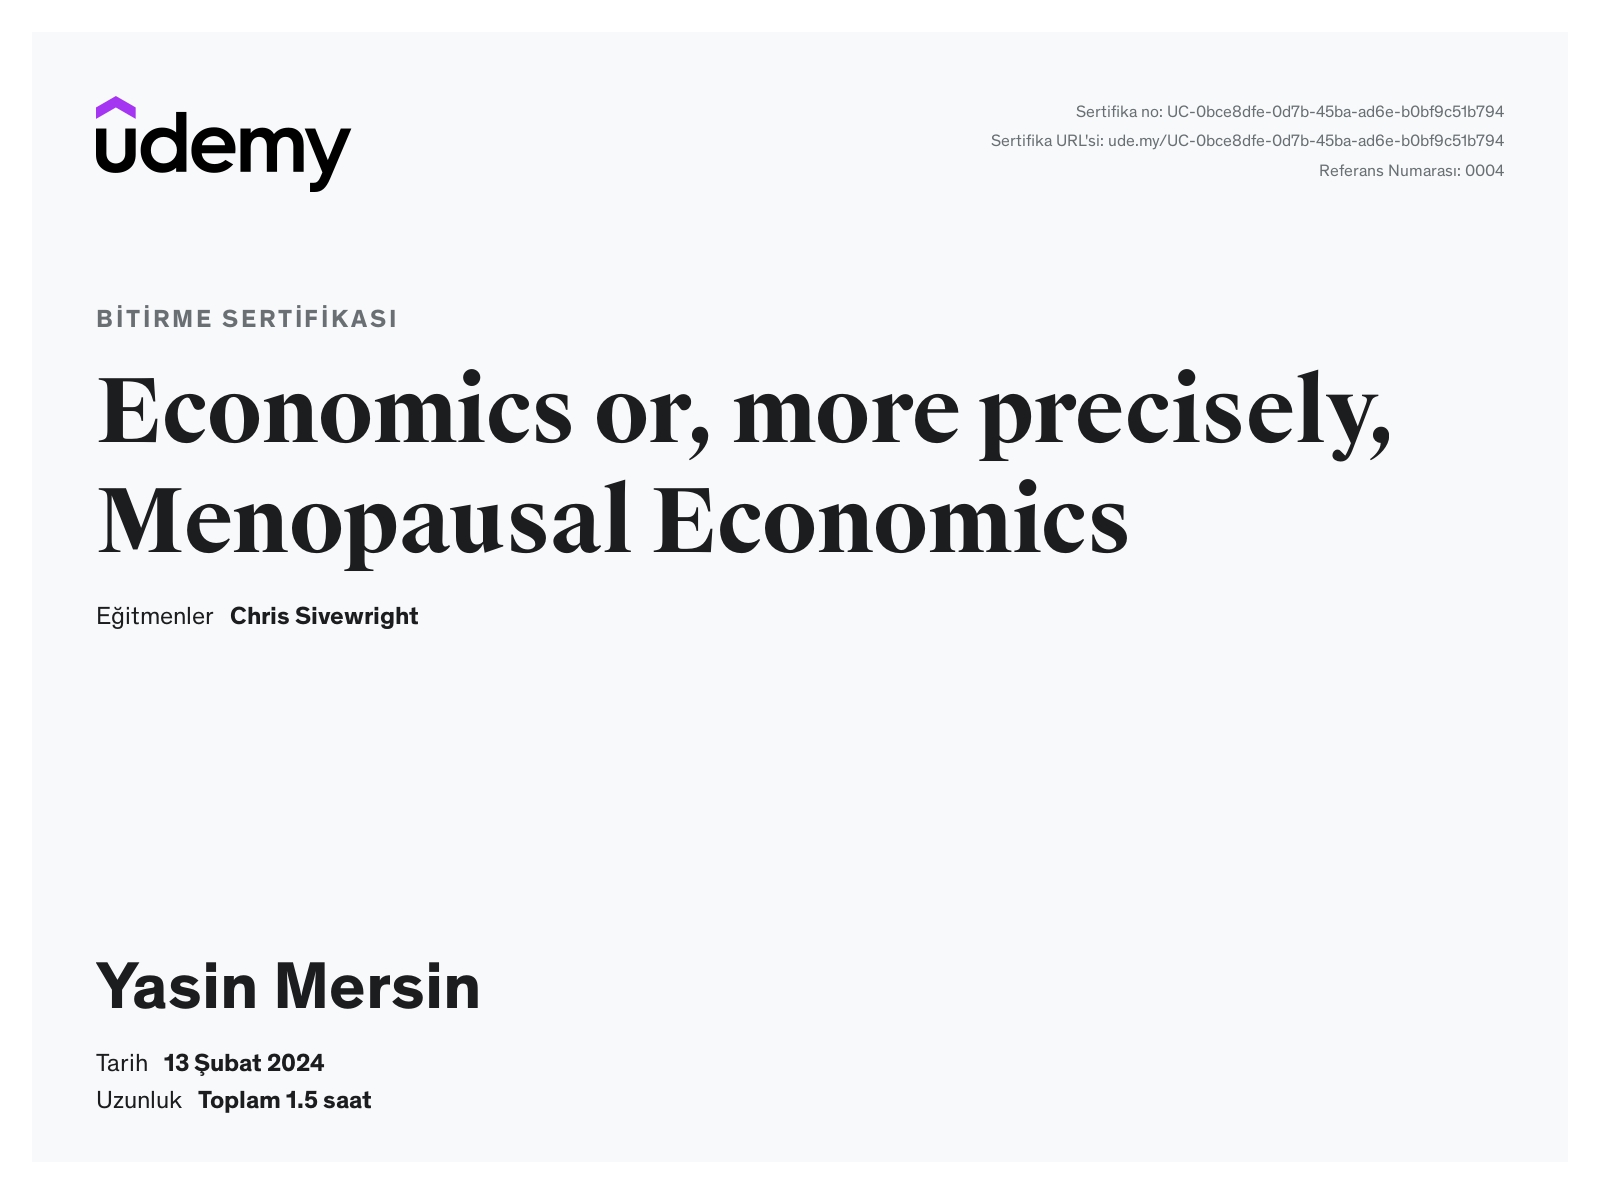 udemy
Sertifika no: UC-0bce8dfe-0d7b-45ba-ad6e-b0bf9c51b794
Sertifika URL'si: ude.my/UC-0bce8dfe-0d7b-45ba-ad6e-b0bf9c51b794
Referans Numarası: 0004
BİTİRME SERTİFİKASI
Economics or, more precisely,
Menopausal Economics
Eğitmenler Chris Sivewright
Yasin Mersin
Tarih 13 Şubat 2024
Uzunluk Toplam 1.5 saat